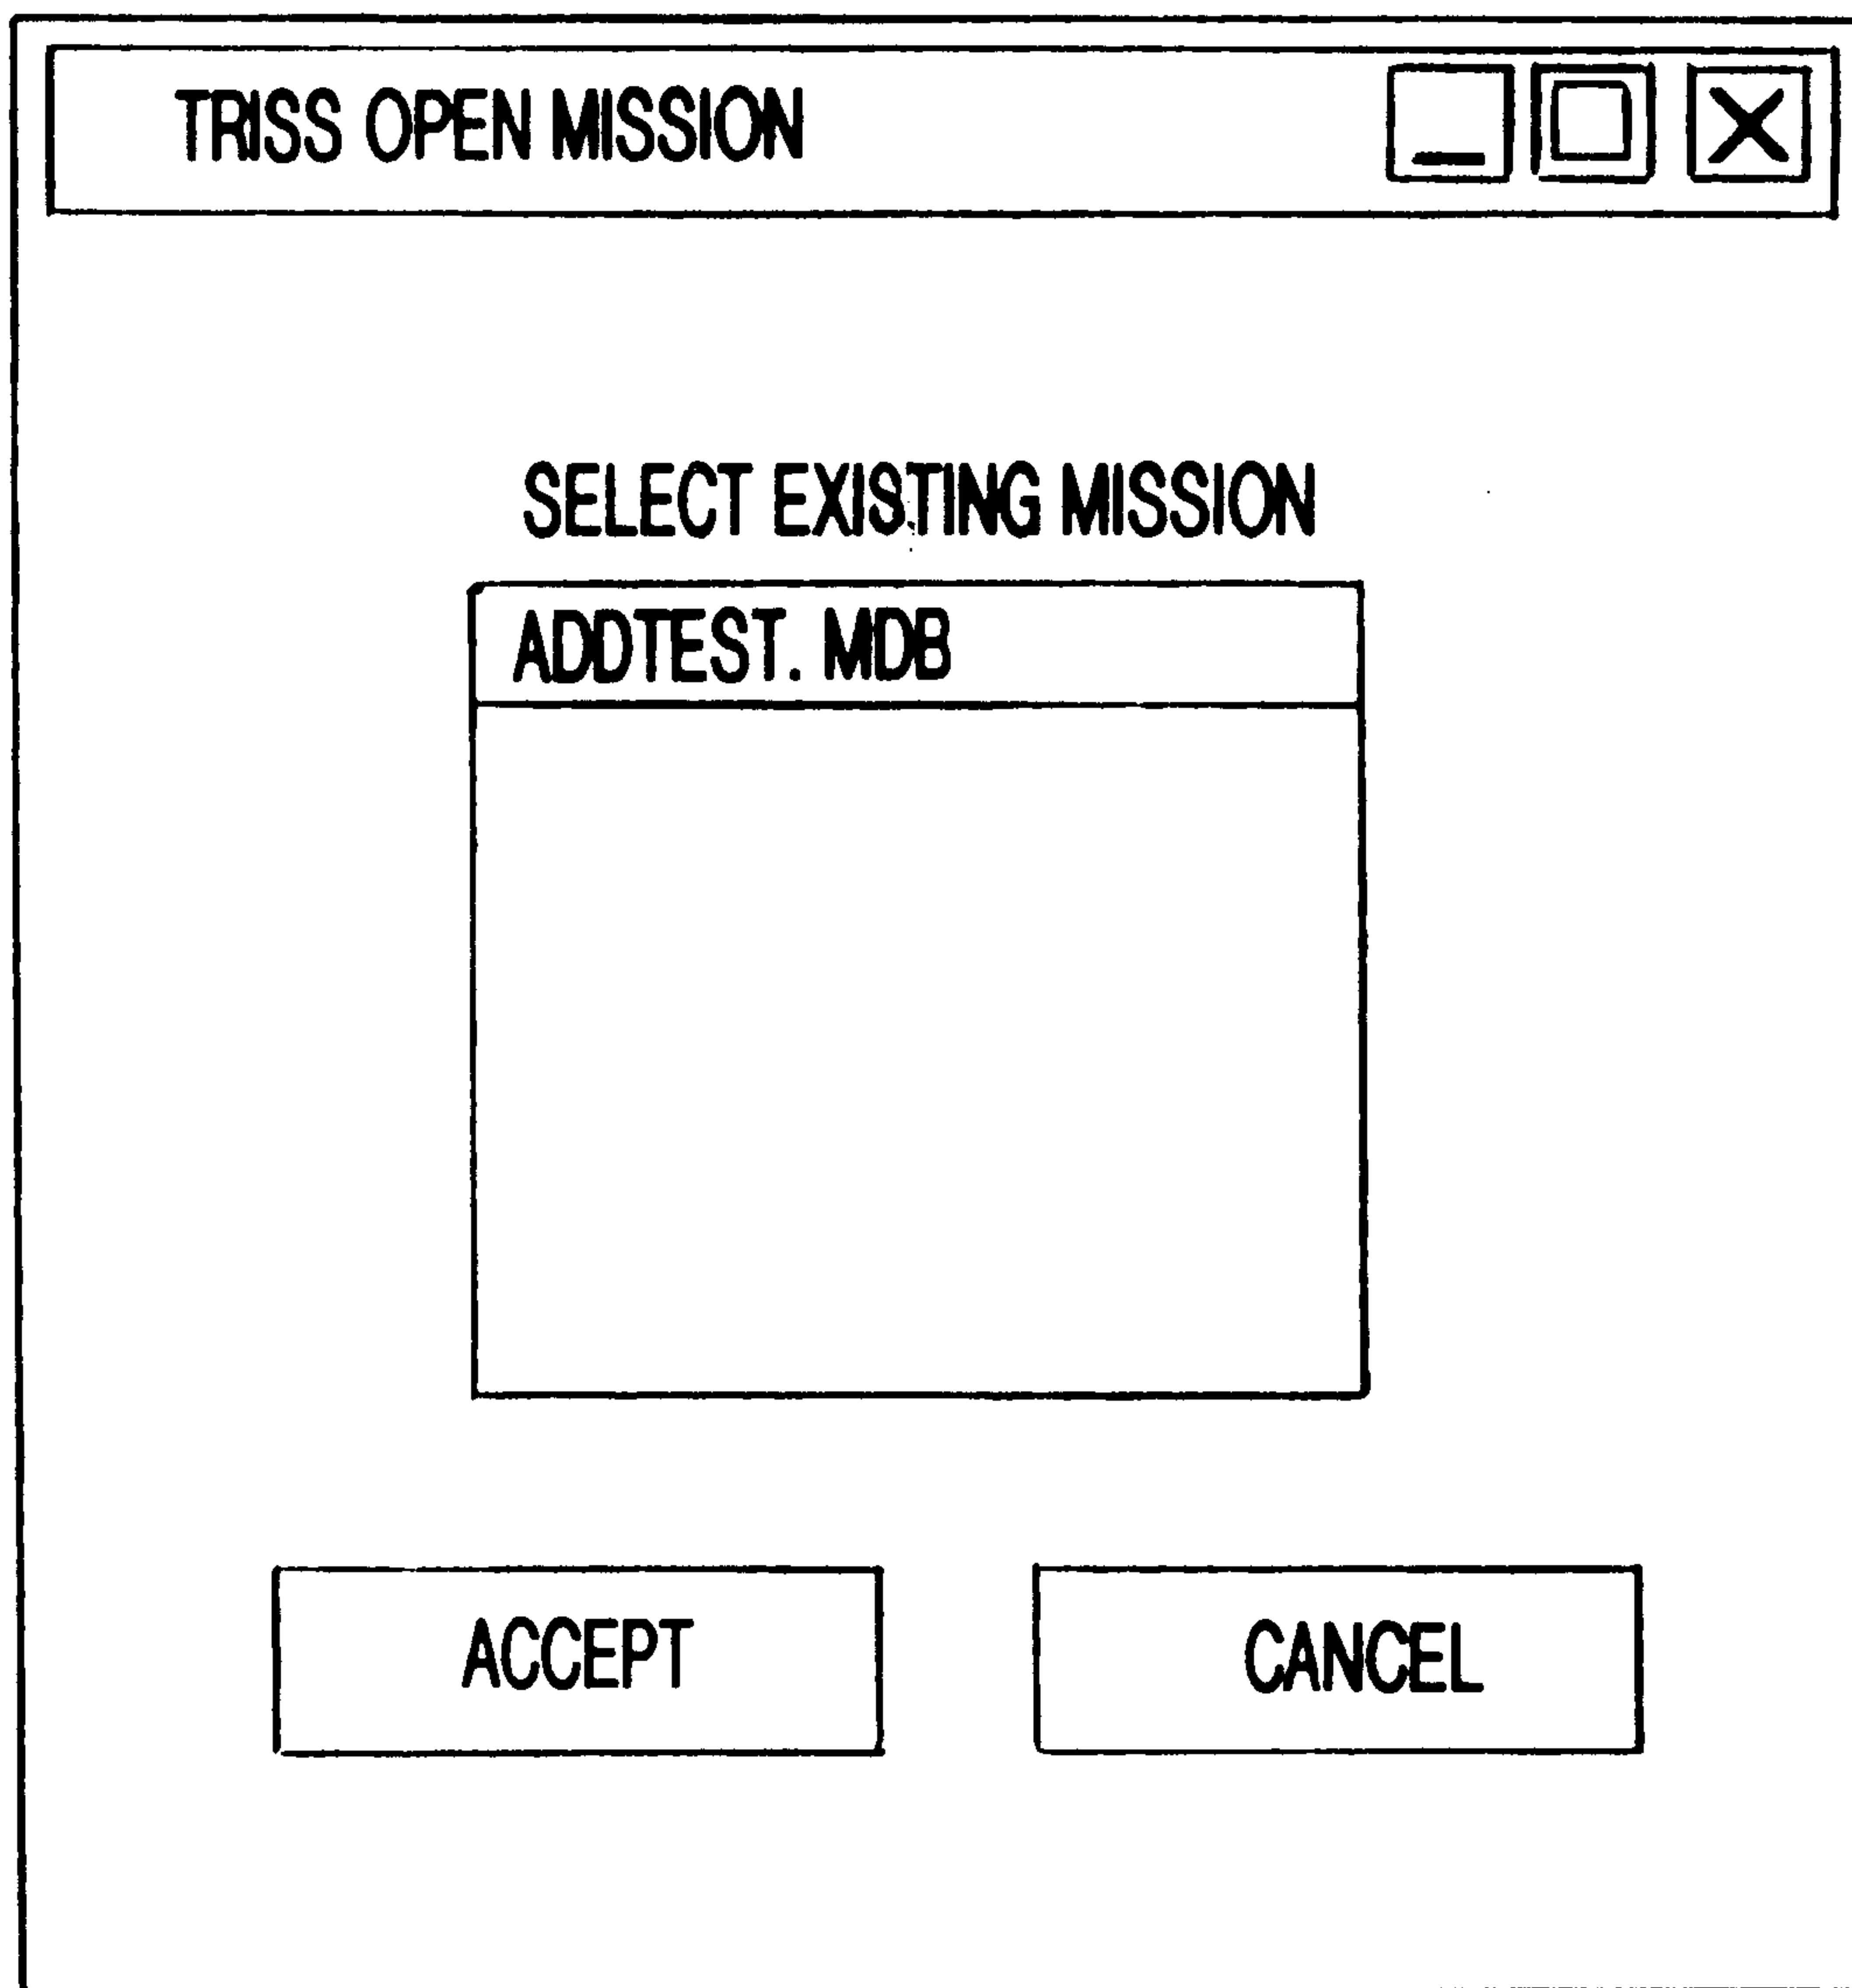 TRISS OPEN MISSION
SELECT EXISTING MISSION
ADDTEST. MDB
ACCEPT
CANCEL